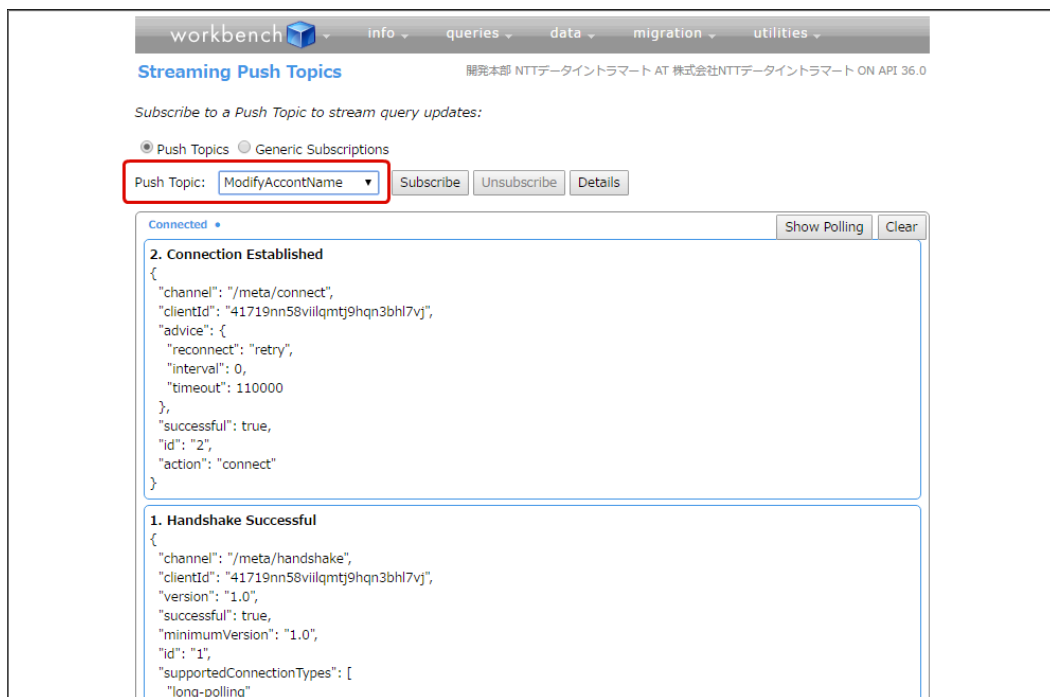 workbench info queries data migration utilities
Streaming Push Topics 開発本部 NTTデータイントラマート AT 株式会社NTTデータイントラマート ON API 36.0
Subscribe to a Push Topic to stream query updates:
Push Topics Generic Subscriptions
Push Topic: ModifyAccontName Subscribe Unsubscribe Details
Connected • Show Polling Clear
2. Connection Established
{
"channel": "/meta/connect",
"clientId": "41719nn58viilqmtj9hqn3bhl7vj",
"advice": {
"reconnect": "retry",
"interval": 0,
"timeout": 110000
},
"successful": true,
"id": "2",
"action": "connect"
}
1. Handshake Successful
{
"channel": "/meta/handshake",
"clientId": "41719nn58viilqmtj9hqn3bhl7vj",
"version": "1.0",
"successful": true,
"minimumVersion": "1.0",
"id": "1",
"supportedConnectionTypes": [
"long-polling"